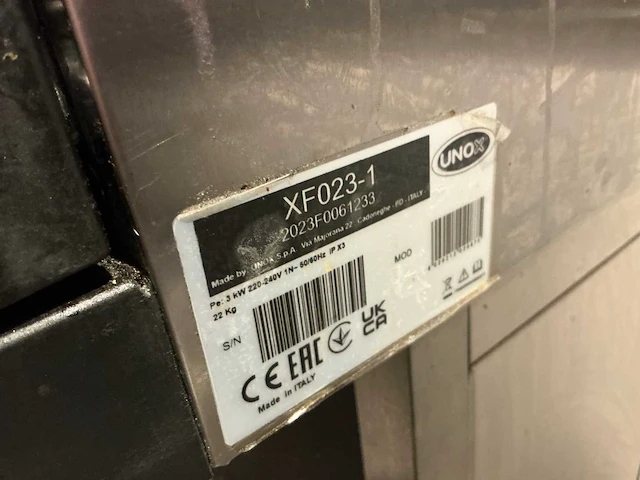 UNOX
XF023-1
2023F0061233
Made by: UNOX S.p.A. Via Majorana 22 - Cadoneghe - PD - ITALY -
Pe- 3 kW 220-240V 1N~ 50/60Hz IP X3
22 Kg
S/N
MOD
CE EAC UK CA
Made in ITALY